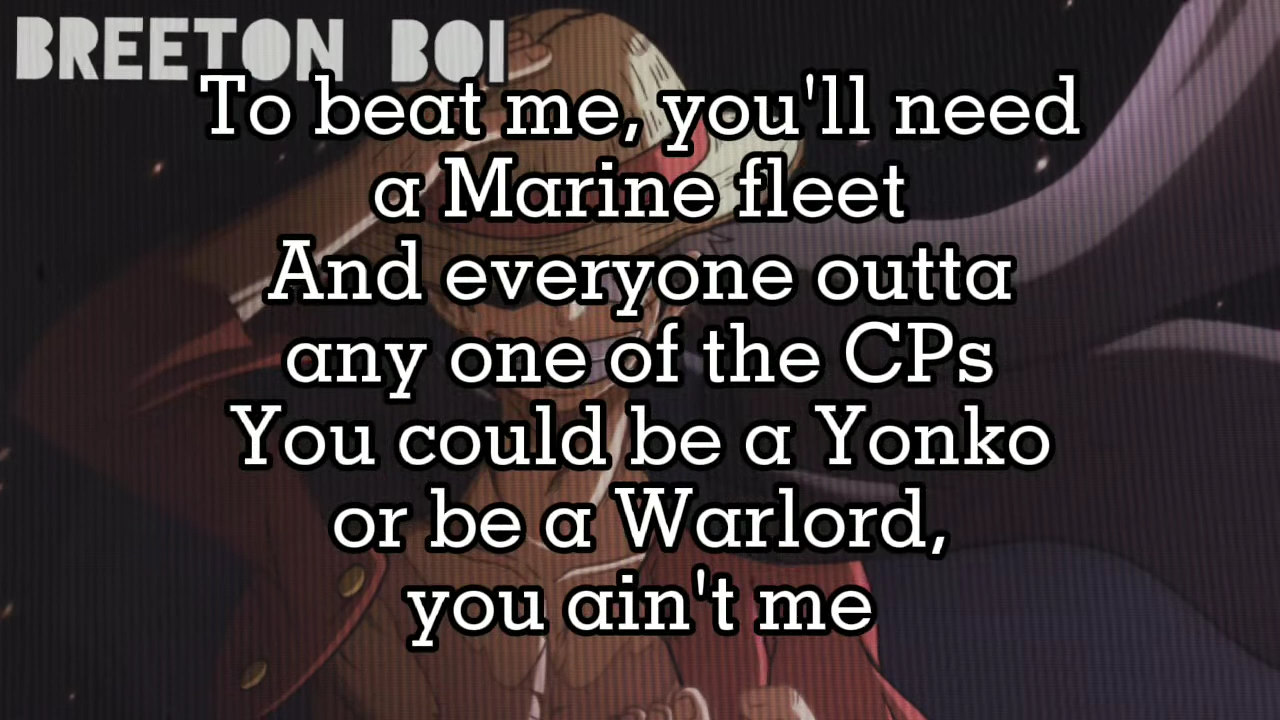 BREETON BOI
To beat me, you'll need
a Marine fleet
And everyone outta
any one of the CPs
You could be a Yonko
or be a Warlord,
you ain't me